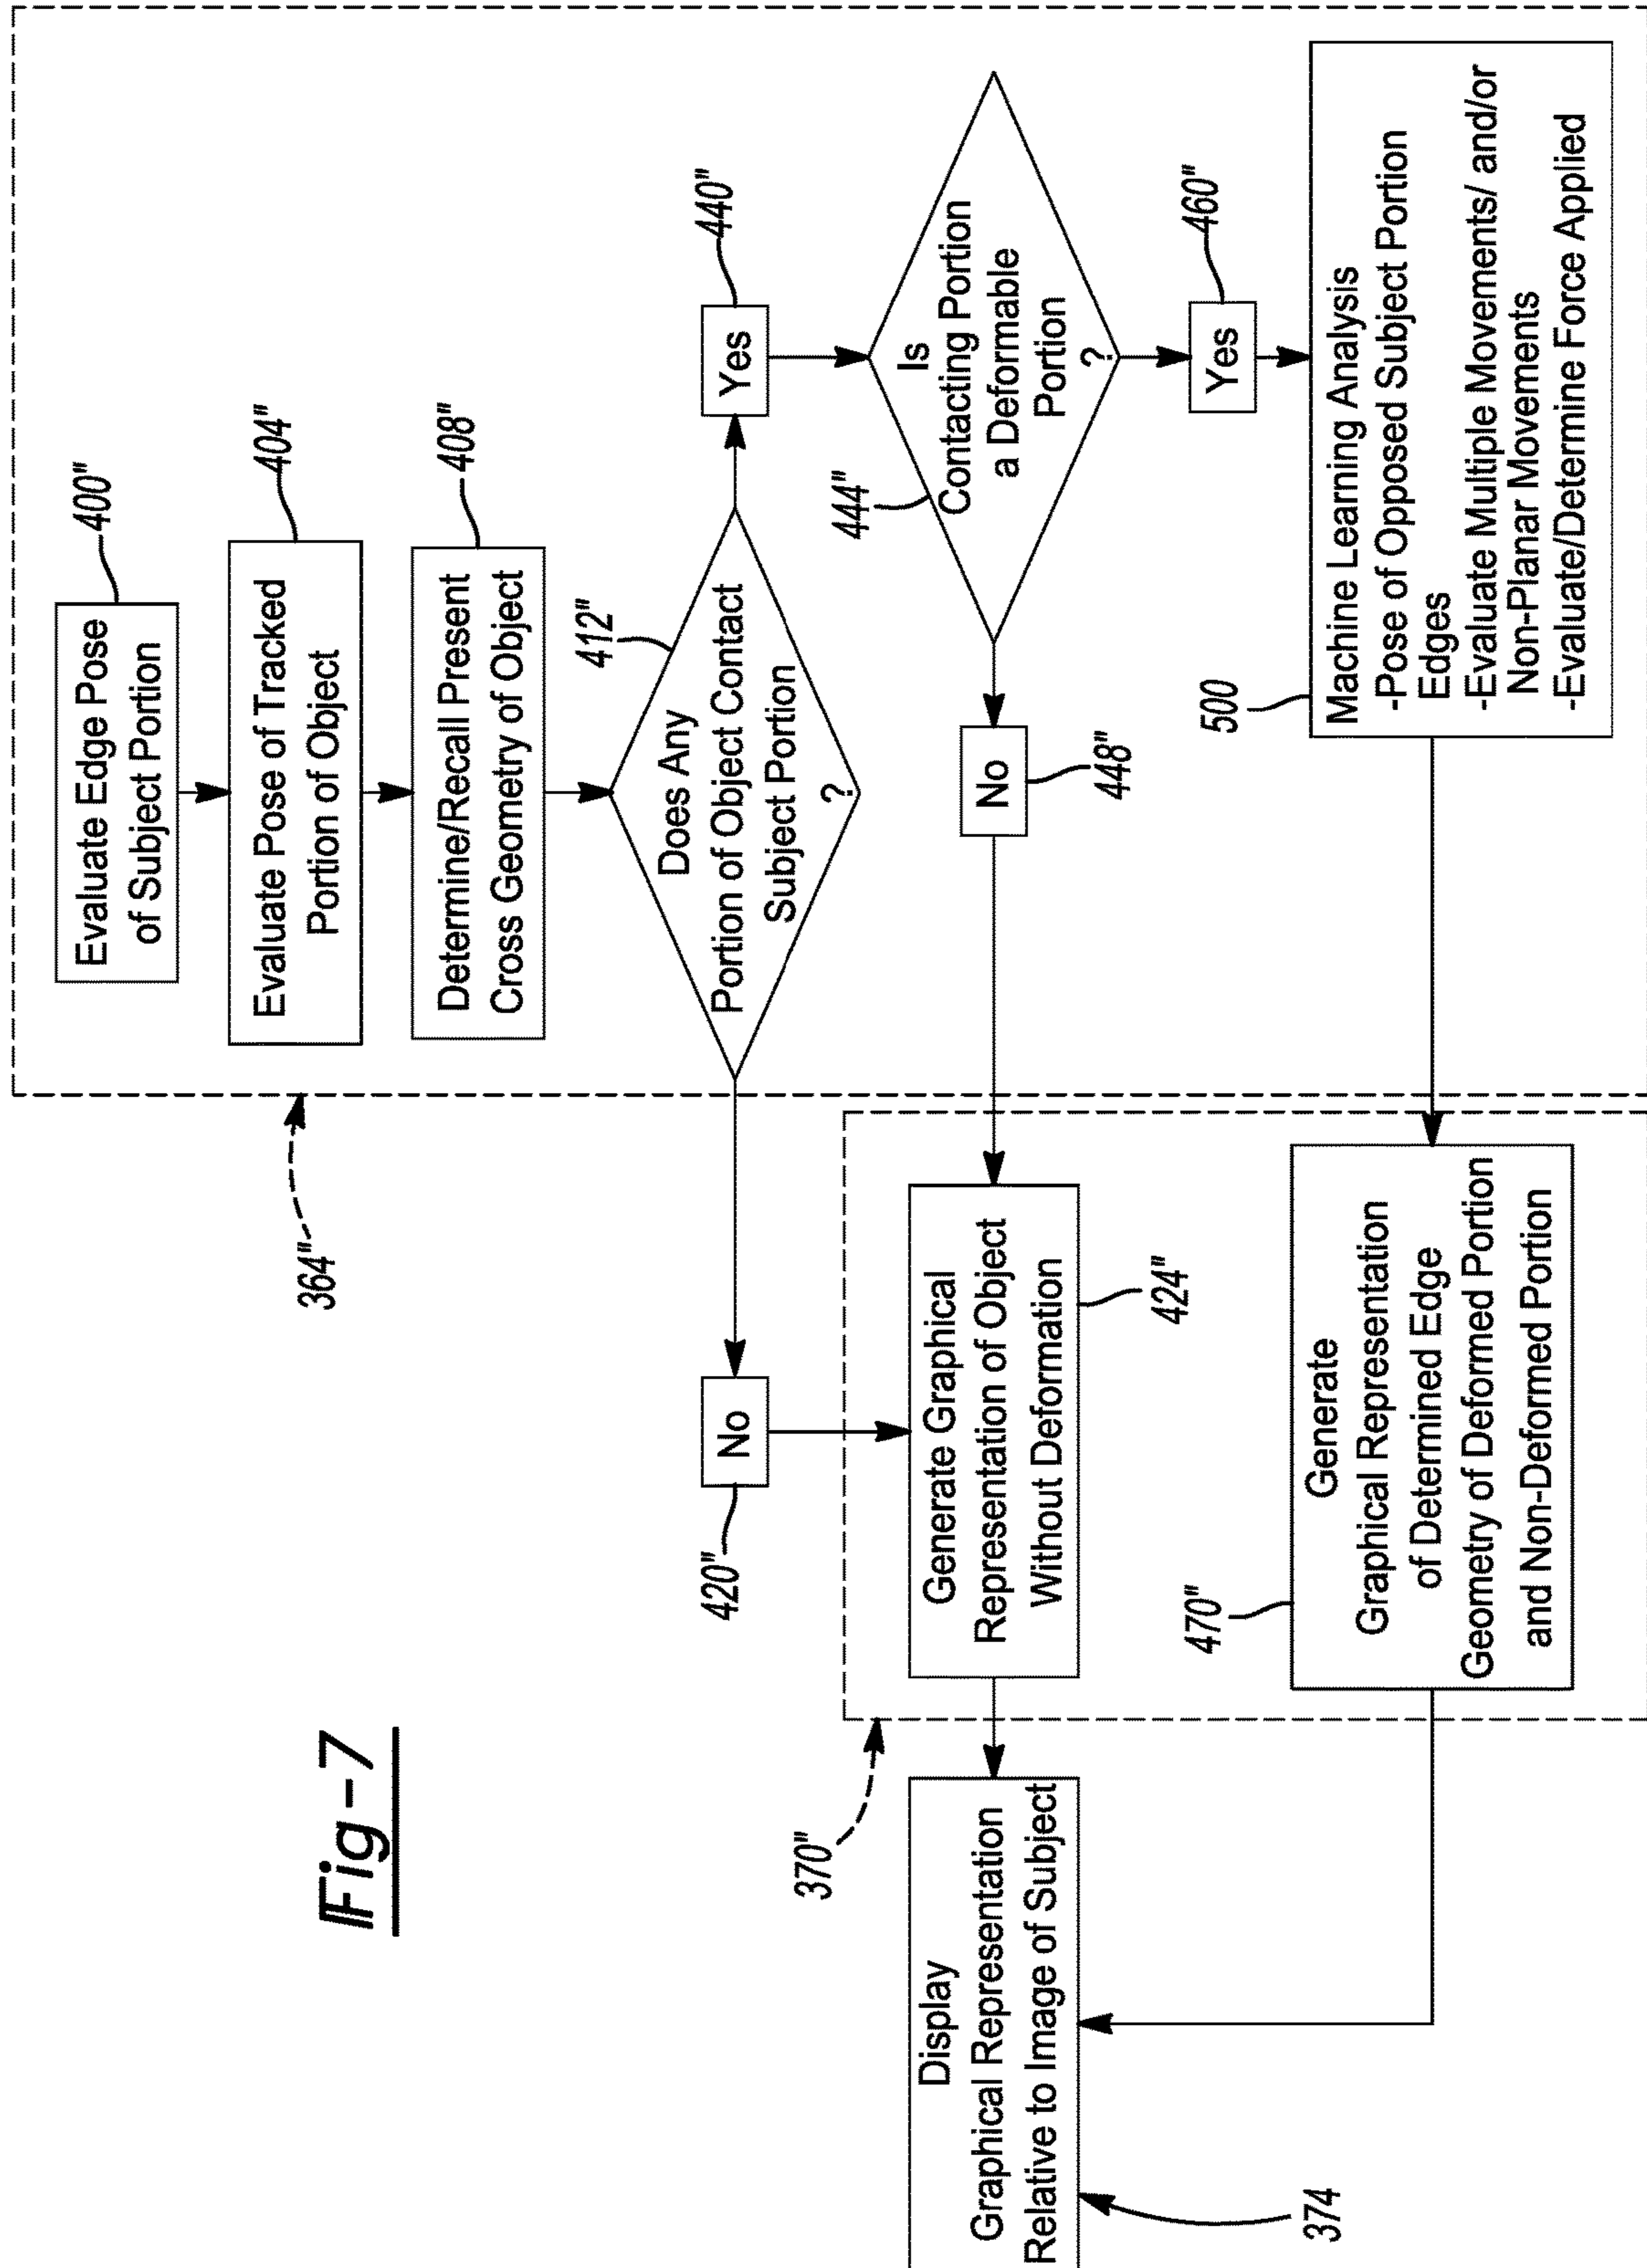 Fig-7
400"
Evaluate Edge Pose
of Subject Portion
404"
Evaluate Pose of Tracked
Portion of Object
408"
Determine/Recall Present
Cross Geometry of Object
412"
Does Any
Portion of Object Contact
Subject Portion
?
364"
420"
No
440"
Yes
444"
Is
Contacting Portion
a Deformable
Portion
?
448"
No
460"
Yes
500
Machine Learning Analysis
-Pose of Opposed Subject Portion
Edges
-Evaluate Multiple Movements/ and/or
Non-Planar Movements
-Evaluate/Determine Force Applied
370"
424"
Generate Graphical
Representation of Object
Without Deformation
470"
Generate
Graphical Representation
of Determined Edge
Geometry of Deformed Portion
and Non-Deformed Portion
Display
Graphical Representation
Relative to Image of Subject
374